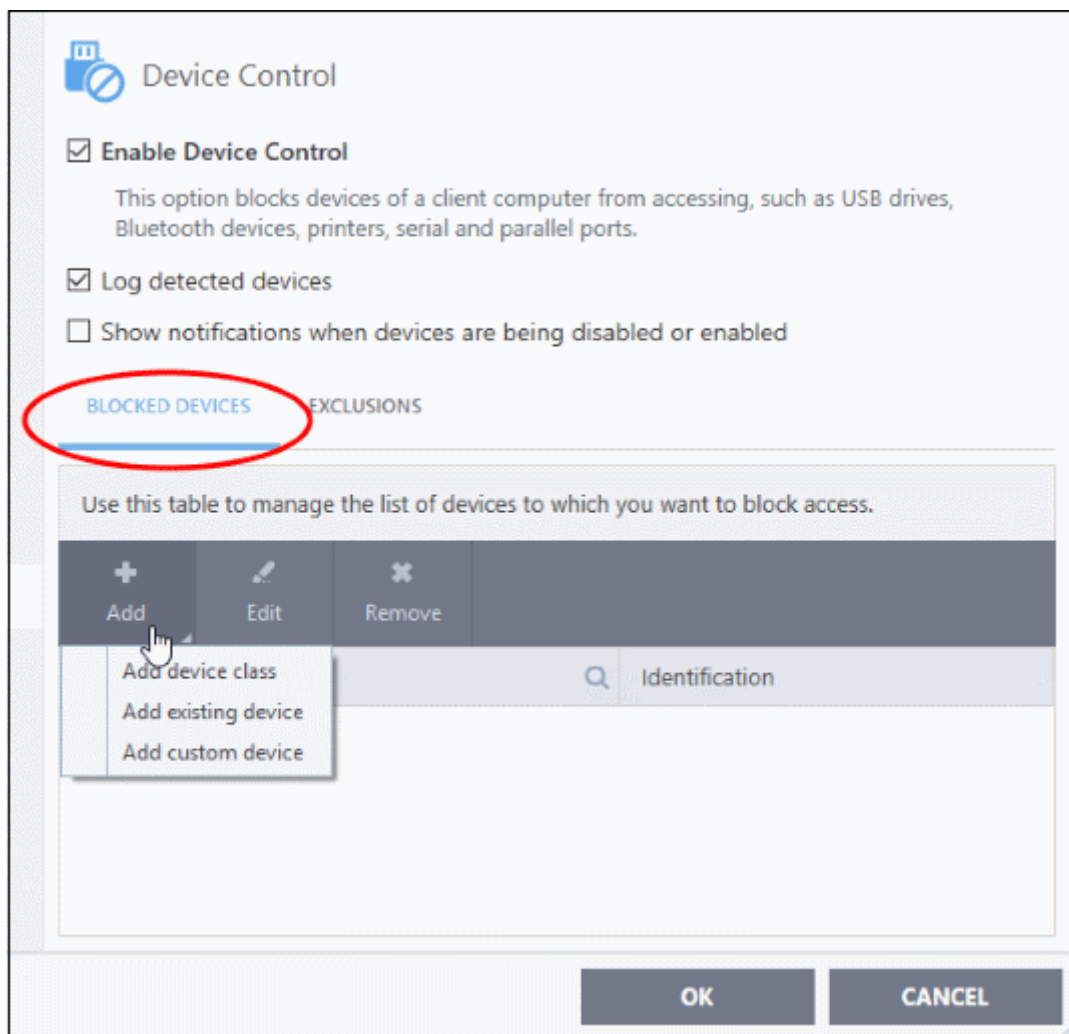 Device Control
Enable Device Control
This option blocks devices of a client computer from accessing, such as USB drives,
Bluetooth devices, printers, serial and parallel ports.
Log detected devices
Show notifications when devices are being disabled or enabled
BLOCKED DEVICES EXCLUSIONS
Use this table to manage the list of devices to which you want to block access.
Add Edit Remove
Add device class
Identification
Add existing device
Add custom device
OK CANCEL